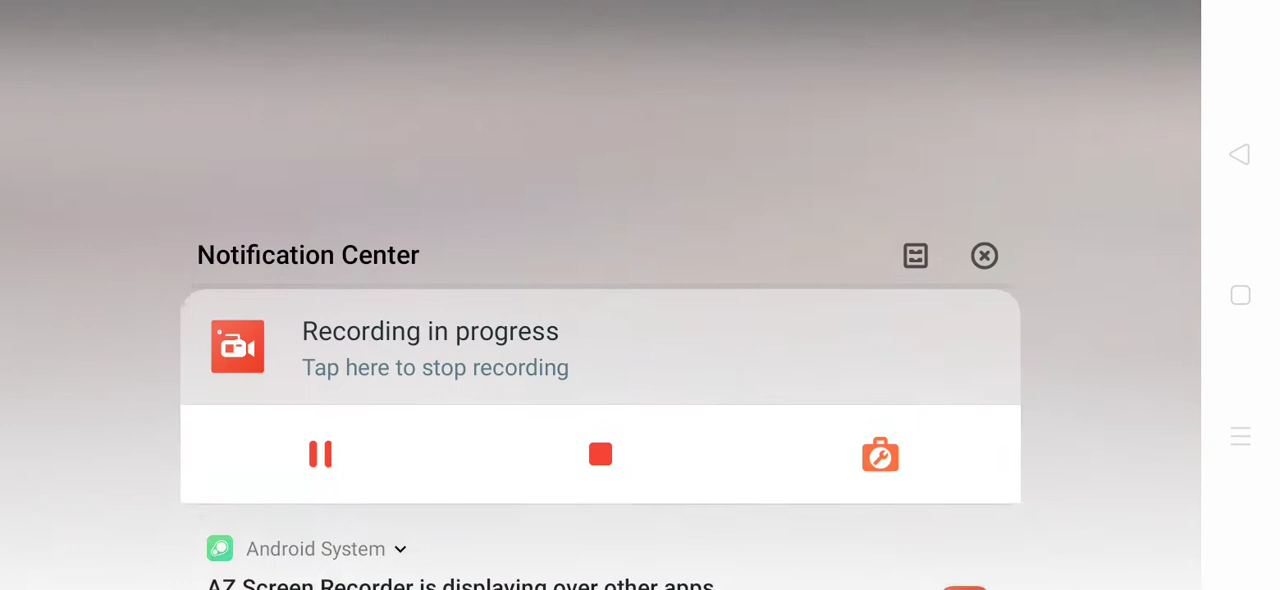 Notification Center
Recording in progress
Tap here to stop recording
Android System
AZ Screen Recorder is displaying over other apps